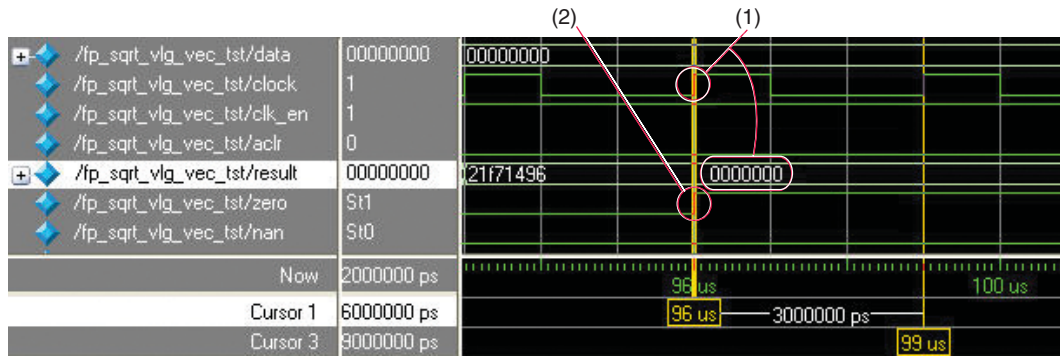 (2) (1)
/fp_sqrt_vlg_vec_tst/data 00000000 00000000
/fp_sqrt_vlg_vec_tst/clock 1
/fp_sqrt_vlg_vec_tst/clk_en 1
/fp_sqrt_vlg_vec_tst/aclr 0
/fp_sqrt_vlg_vec_tst/result 00000000 21f71496 0000000
/fp_sqrt_vlg_vec_tst/zero St1
/fp_sqrt_vlg_vec_tst/nan St0
Now 2000000 ps 96 us 100 us
Cursor 1 6000000 ps 96 us 3000000 ps
Cursor 3 9000000 ps 99 us